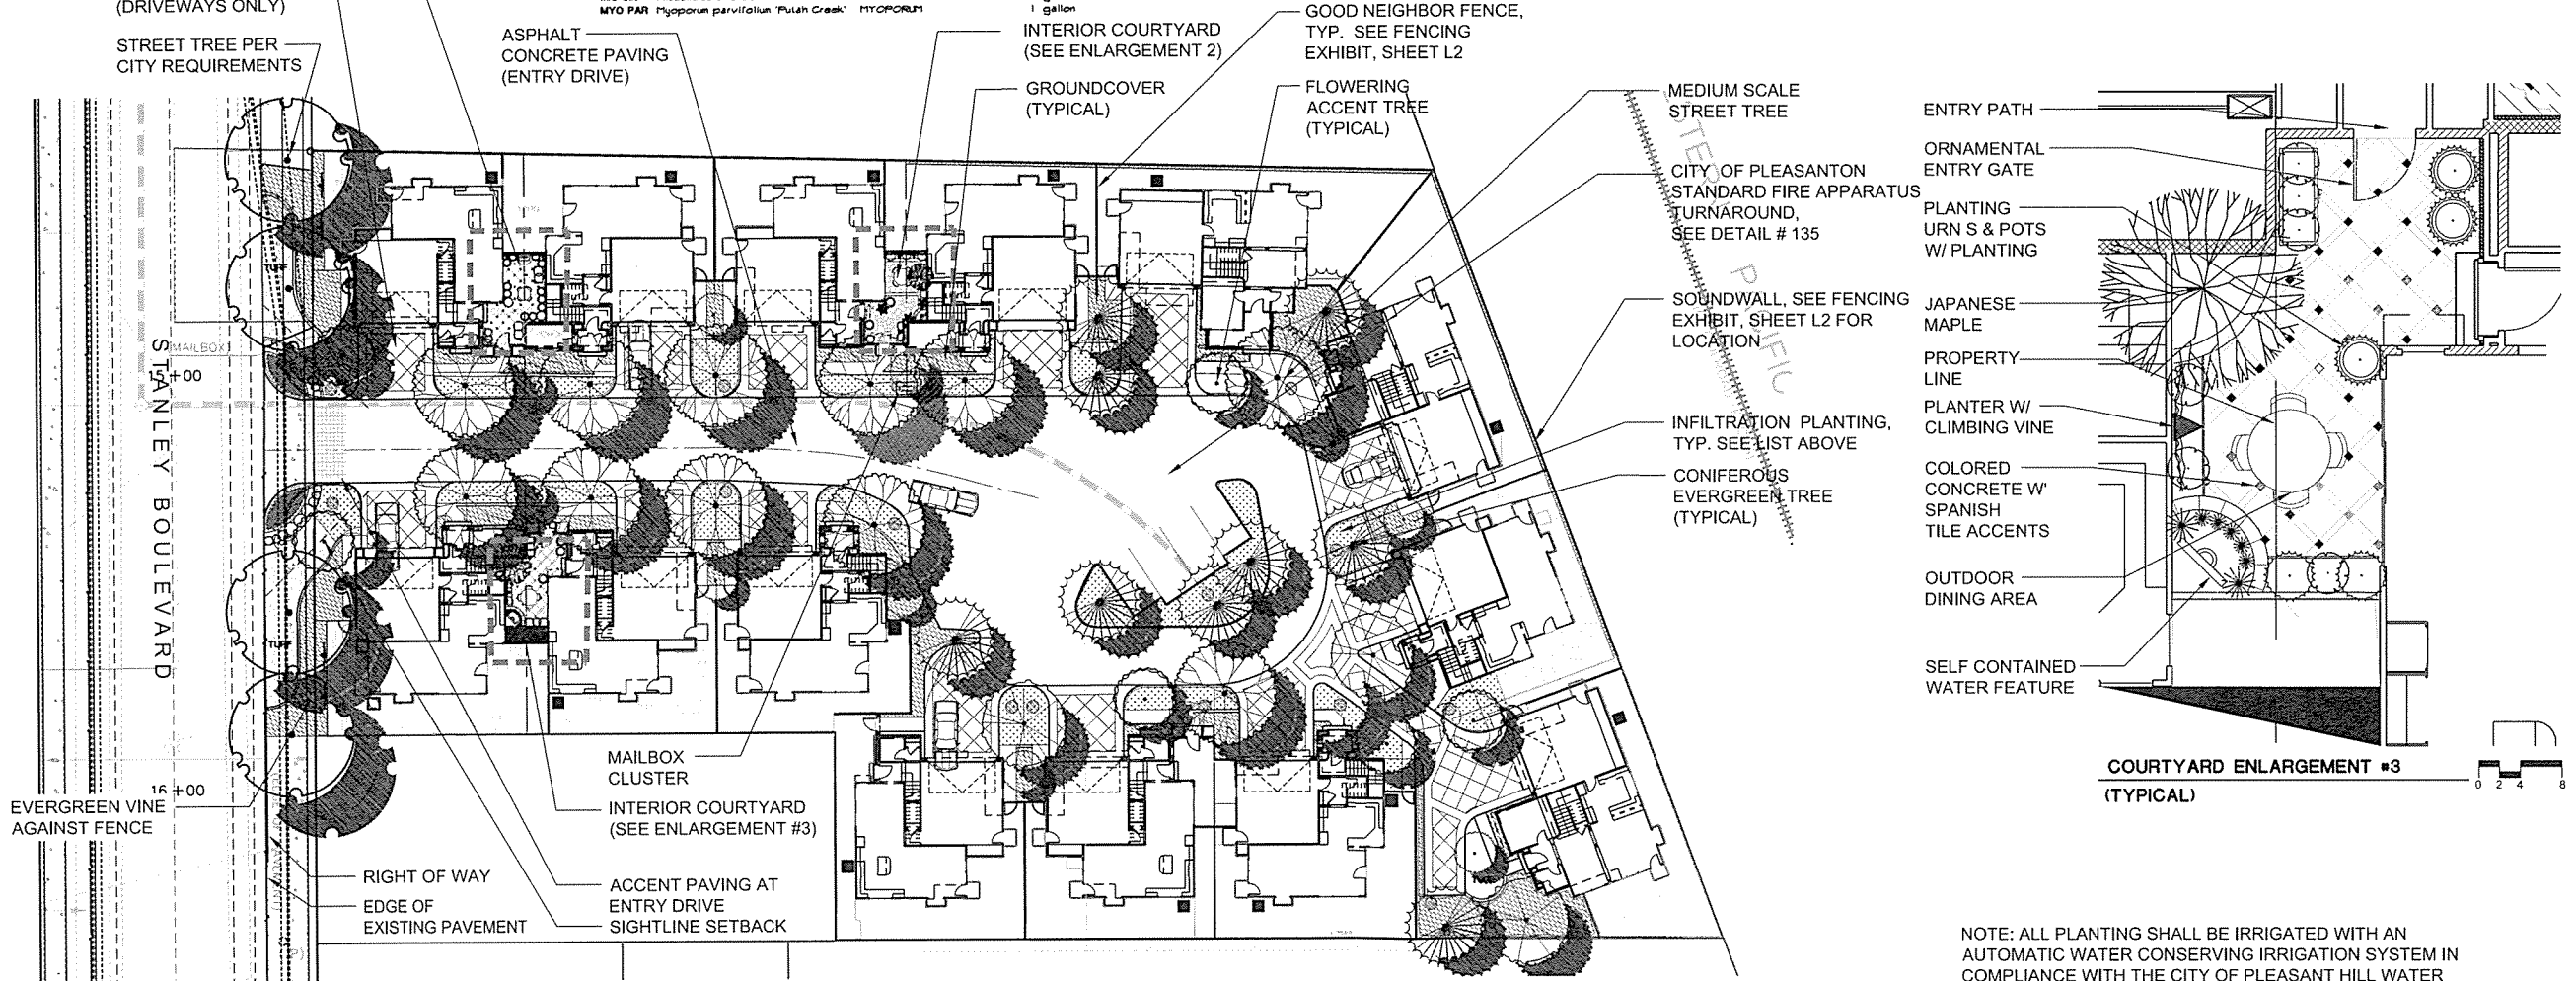 (DRIVEWAYS ONLY)
STREET TREE PER
CITY REQUIREMENTS
ASPHALT
CONCRETE PAVING
(ENTRY DRIVE)
MYO PAR Myoporum parvifolium 'Putah Creek' MYOPORUM
1 gallon
INTERIOR COURTYARD
(SEE ENLARGEMENT 2)
GROUNDCOVER
(TYPICAL)
GOOD NEIGHBOR FENCE,
TYP. SEE FENCING
EXHIBIT, SHEET L2
FLOWERING
ACCENT TREE
(TYPICAL)
MEDIUM SCALE
STREET TREE
CITY OF PLEASANTON
STANDARD FIRE APPARATUS
TURNAROUND,
SEE DETAIL # 135
SOUNDWALL, SEE FENCING
EXHIBIT, SHEET L2 FOR
LOCATION
INFILTRATION PLANTING,
TYP. SEE LIST ABOVE
CONIFEROUS
EVERGREEN TREE
(TYPICAL)
STERN PACIFIC
STANLEY BOULEVARD
MAILBOX
15+00
16+00
TURF
TURF
EVERGREEN VINE
AGAINST FENCE
RIGHT OF WAY
EDGE OF
EXISTING PAVEMENT
MAILBOX
CLUSTER
INTERIOR COURTYARD
(SEE ENLARGEMENT #3)
ACCENT PAVING AT
ENTRY DRIVE
SIGHTLINE SETBACK
ENTRY PATH
ORNAMENTAL
ENTRY GATE
PLANTING
URN S & POTS
W/ PLANTING
JAPANESE
MAPLE
PROPERTY
LINE
PLANTER W/
CLIMBING VINE
COLORED
CONCRETE W'
SPANISH
TILE ACCENTS
OUTDOOR
DINING AREA
SELF CONTAINED
WATER FEATURE
COURTYARD ENLARGEMENT #3
(TYPICAL)
0 2 4 8
NOTE: ALL PLANTING SHALL BE IRRIGATED WITH AN
AUTOMATIC WATER CONSERVING IRRIGATION SYSTEM IN
COMPLIANCE WITH THE CITY OF PLEASANT HILL WATER